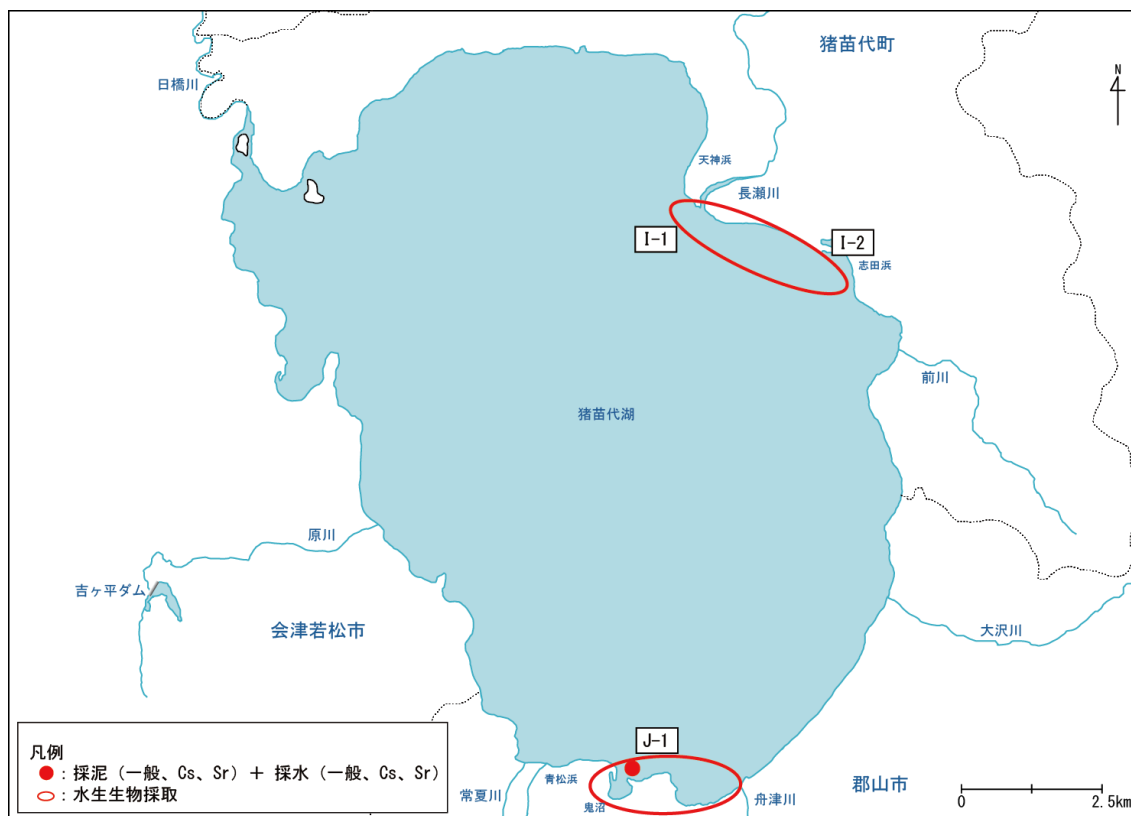 猪苗代町
日橋川
N
天神浜
長瀬川
I-1
I-2
志田浜
前川
猪苗代湖
原川
吉ヶ平ダム
会津若松市
大沢川
J-1
青松浜
常夏川
鬼沼
舟津川
郡山市
0
2.5km
凡例
：採泥（一般、Cs、Sr）＋ 採水（一般、Cs、Sr）
：水生生物採取